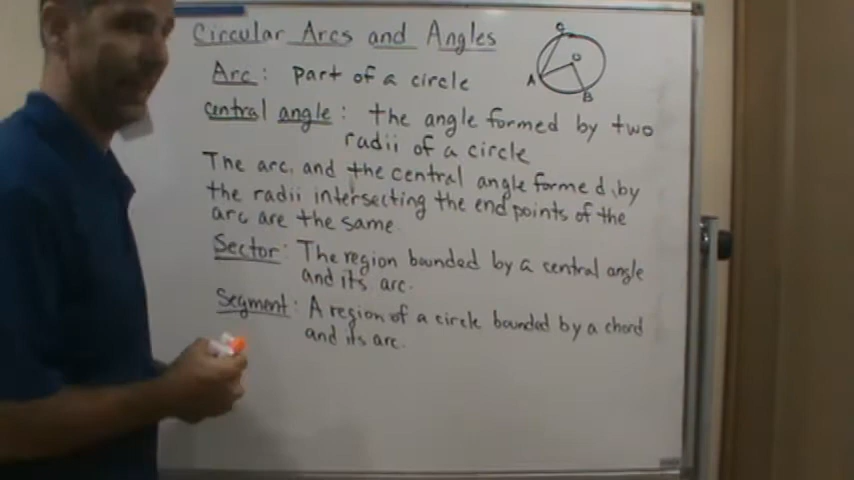 Circular Arcs and Angles
C
O
A
B
Arc: part of a circle
central angle: the angle formed by two
radii of a circle
The arc, and the central angle formed, by
the radii intersecting the end points of the
arc are the same.
Sector: The region bounded by a central angle
and its arc.
Segment: A region of a circle bounded by a chord
and its arc.